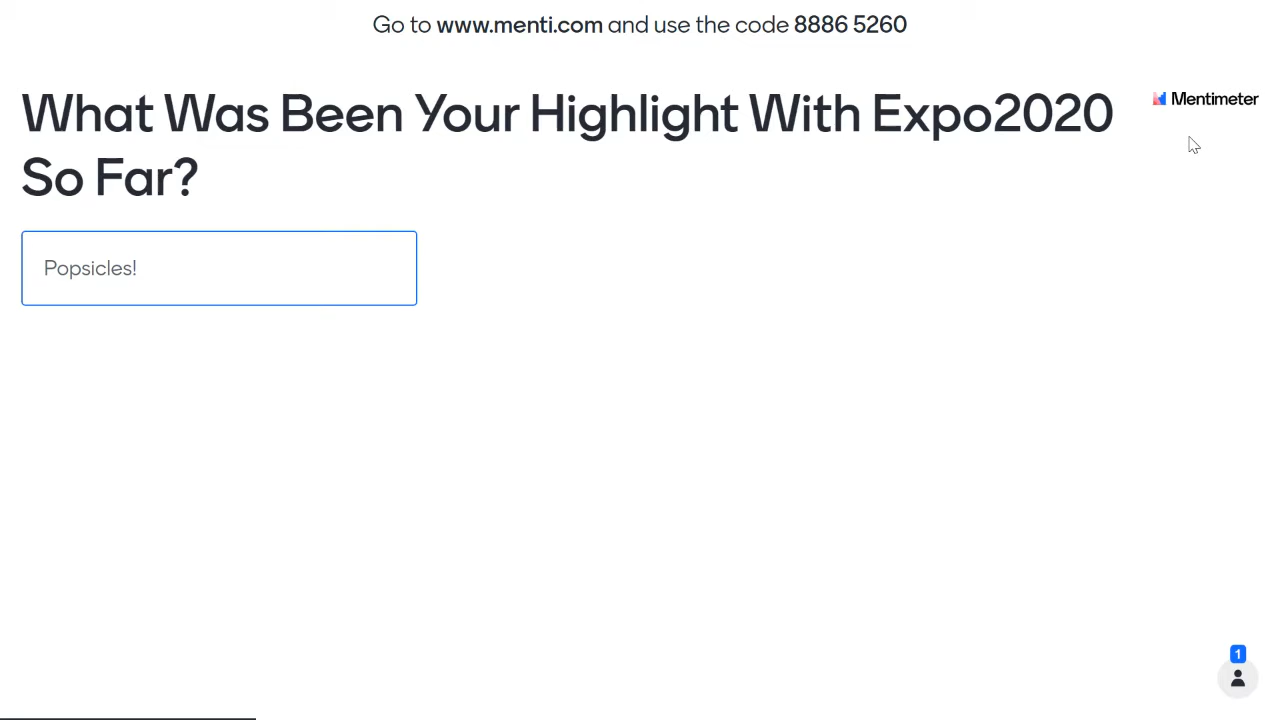 Go to www.menti.com and use the code 8886 5260
What Was Been Your Highlight With Expo2020
So Far?
Mentimeter
Popsicles!
1